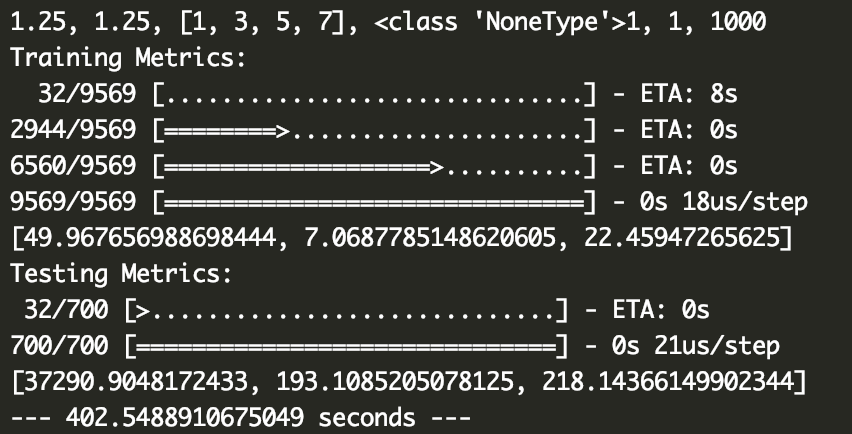 1.25, 1.25, [1, 3, 5, 7], <class 'NoneType'>1, 1, 1000
Training Metrics:
  32/9569 [..............................] - ETA: 8s
2944/9569 [========>.....................] - ETA: 0s
6560/9569 [===================>..........] - ETA: 0s
9569/9569 [==============================] - 0s 18us/step
[49.967656988698444, 7.0687785148620605, 22.45947265625]
Testing Metrics:
 32/700 [>.............................] - ETA: 0s
700/700 [==============================] - 0s 21us/step
[37290.9048172433, 193.1085205078125, 218.14366149902344]
--- 402.5488910675049 seconds ---